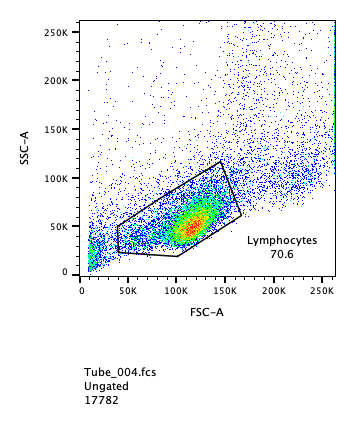 250K
200K
150K
100K
50K
0
SSC-A
Lymphocytes
70.6
0 50K 100K 150K 200K 250K
FSC-A
Tube_004.fcs
Ungated
17782